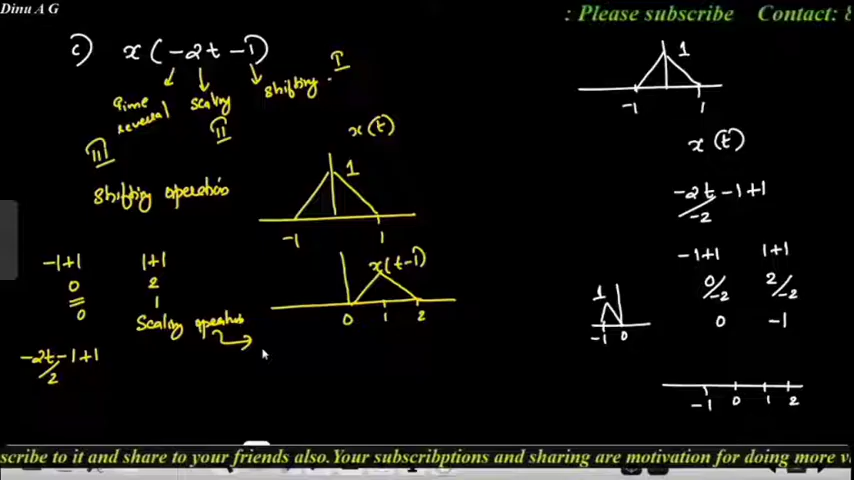 Dinu A G
: Please subscribe Contact: 8
c) x(-2t-1)
Time reversal
scaling
shifting.
I
II
III
Shifting operation
x(t)
1
-1 1
-1+1 1+1
0 2
0 1
x(t-1)
0 1 2
Scaling operation
-2t-1+1
2
1
-1 1
x(t)
-2t-1+1
-2
-1+1 1+1
0/-2 2/-2
0 -1
1
-1 0
-1 0 1 2
scribe to it and share to your friends also.Your subscribptions and sharing are motivation for doing more v